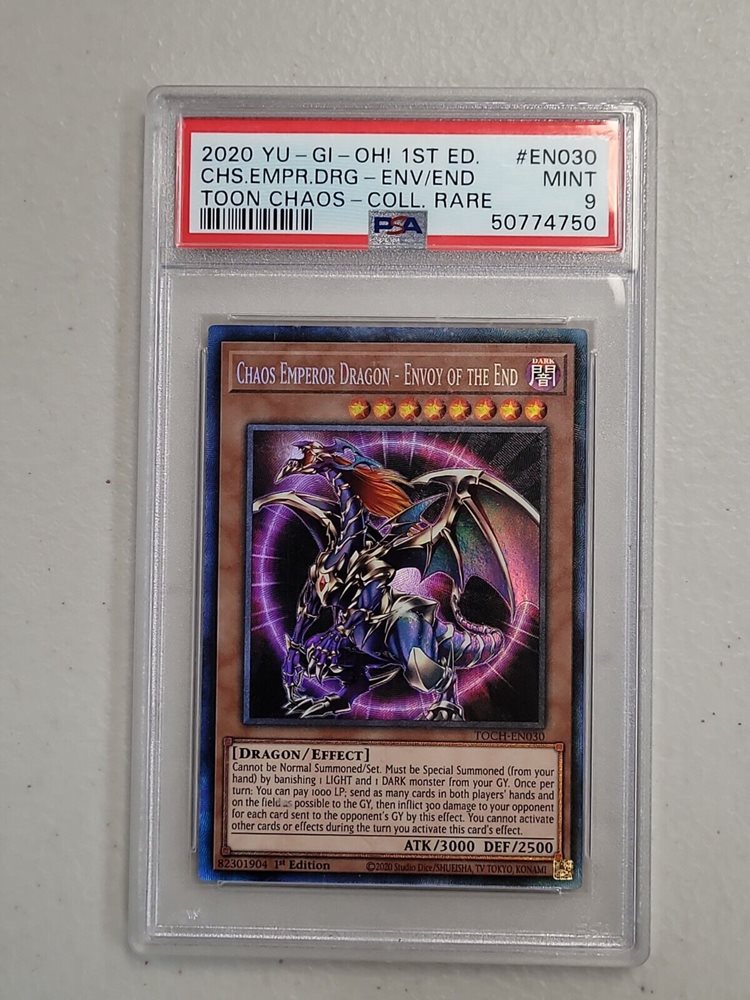 2020 YU-GI-OH! 1ST ED. #EN030
CHS.EMPR.DRG-ENV/END MINT
TOON CHAOS-COLL. RARE 9
PSA 50774750
CHAOS EMPEROR DRAGON - ENVOY OF THE END
DARK
闇
TOCH-EN030
[DRAGON/EFFECT]
Cannot be Normal Summoned/Set. Must be Special Summoned (from your
hand) by banishing 1 LIGHT and 1 DARK monster from your GY. Once per
turn: You can pay 1000 LP; send as many cards in both players' hands and
on the field as possible to the GY, then inflict 300 damage to your opponent
for each card sent to the opponent's GY by this effect. You cannot activate
other cards or effects during the turn you activate this card's effect.
ATK/3000 DEF/2500
82301904 1st Edition ©2020 Studio Dice/SHUEISHA, TV TOKYO, KONAMI